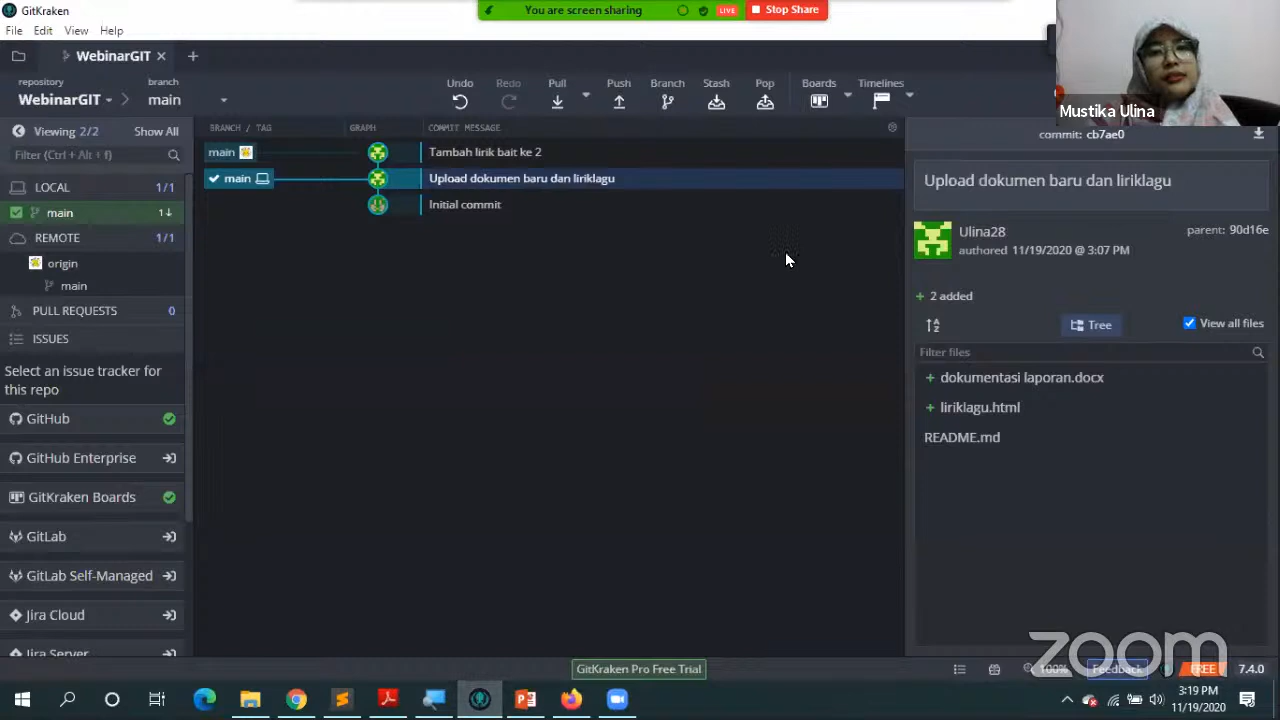 GitKraken
You are screen sharing
LIVE
Stop Share
File Edit View Help
WebinarGIT
repository
WebinarGIT
branch
main
Undo
Redo
Pull
Push
Branch
Stash
Pop
Boards
Timelines
Mustika Ulina
Viewing 2/2 Show All
Filter (Ctrl + Alt + f)
LOCAL 1/1
main 1↓
REMOTE 1/1
origin
main
PULL REQUESTS 0
ISSUES
Select an issue tracker for
this repo
GitHub
GitHub Enterprise
GitKraken Boards
GitLab
GitLab Self-Managed
Jira Cloud
Jira Server
BRANCH / TAG GRAPH COMMIT MESSAGE
main Tambah lirik bait ke 2
main Upload dokumen baru dan liriklagu
Initial commit
commit: cb7ae0
Upload dokumen baru dan liriklagu
Ulina28
authored 11/19/2020 @ 3:07 PM
parent: 90d16e
+ 2 added
A Z
Tree
View all files
Filter files
+ dokumentasi laporan.docx
+ liriklagu.html
README.md
zoom
GitKraken Pro Free Trial
100%
Feedback
FREE
7.4.0
3:19 PM
11/19/2020